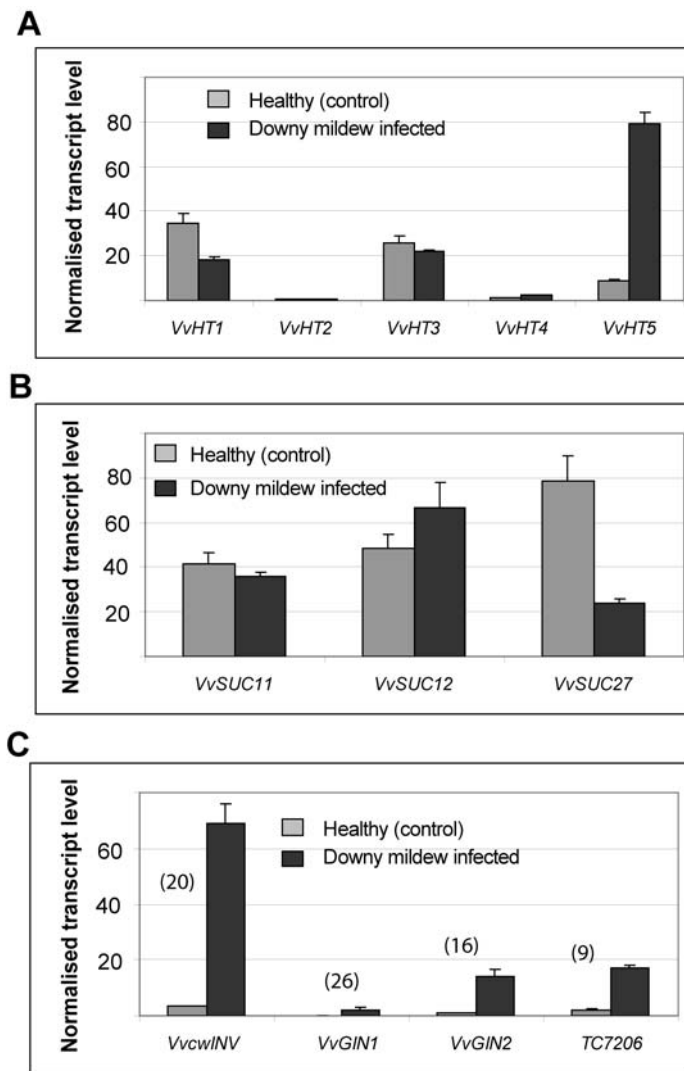 A
Normalised transcript level
Healthy (control)
Downy mildew infected
80
60
40
20
VvHT1 VvHT2 VvHT3 VvHT4 VvHT5
B
Normalised transcript level
Healthy (control)
Downy mildew infected
80
60
40
20
VvSUC11 VvSUC12 VvSUC27
C
Normalised transcript level
Healthy (control)
Downy mildew infected
60
40
20
(20)
(26)
(16)
(9)
VvcwINV VvGIN1 VvGIN2 TC7206